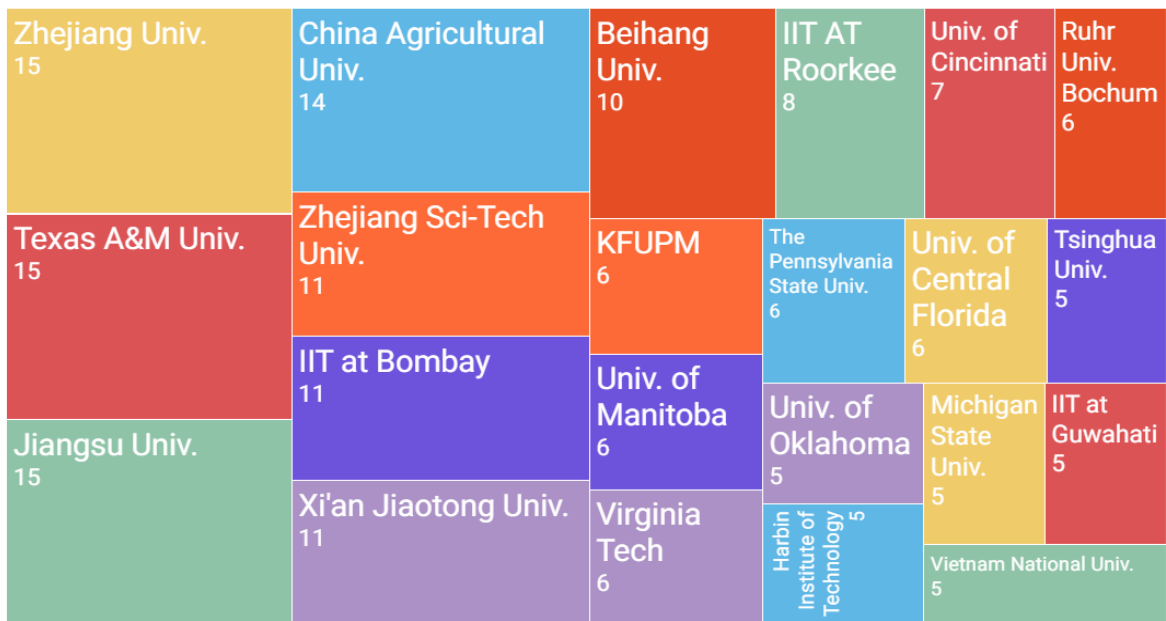 Zhejiang Univ.
15
Texas A&M Univ.
15
Jiangsu Univ.
15
China Agricultural
Univ.
14
Zhejiang Sci-Tech
Univ.
11
IIT at Bombay
11
Xi'an Jiaotong Univ.
11
Beihang
Univ.
10
IIT AT
Roorkee
8
Univ. of
Cincinnati
7
Ruhr
Univ.
Bochum
6
KFUPM
6
Univ. of
Manitoba
6
Virginia
Tech
6
The
Pennsylvania
State Univ.
6
Univ. of
Central
Florida
6
Tsinghua
Univ.
5
Univ. of
Oklahoma
5
Harbin
Institute of
Technology
5
Michigan
State
Univ.
5
IIT at
Guwahati
5
Vietnam National Univ.
5